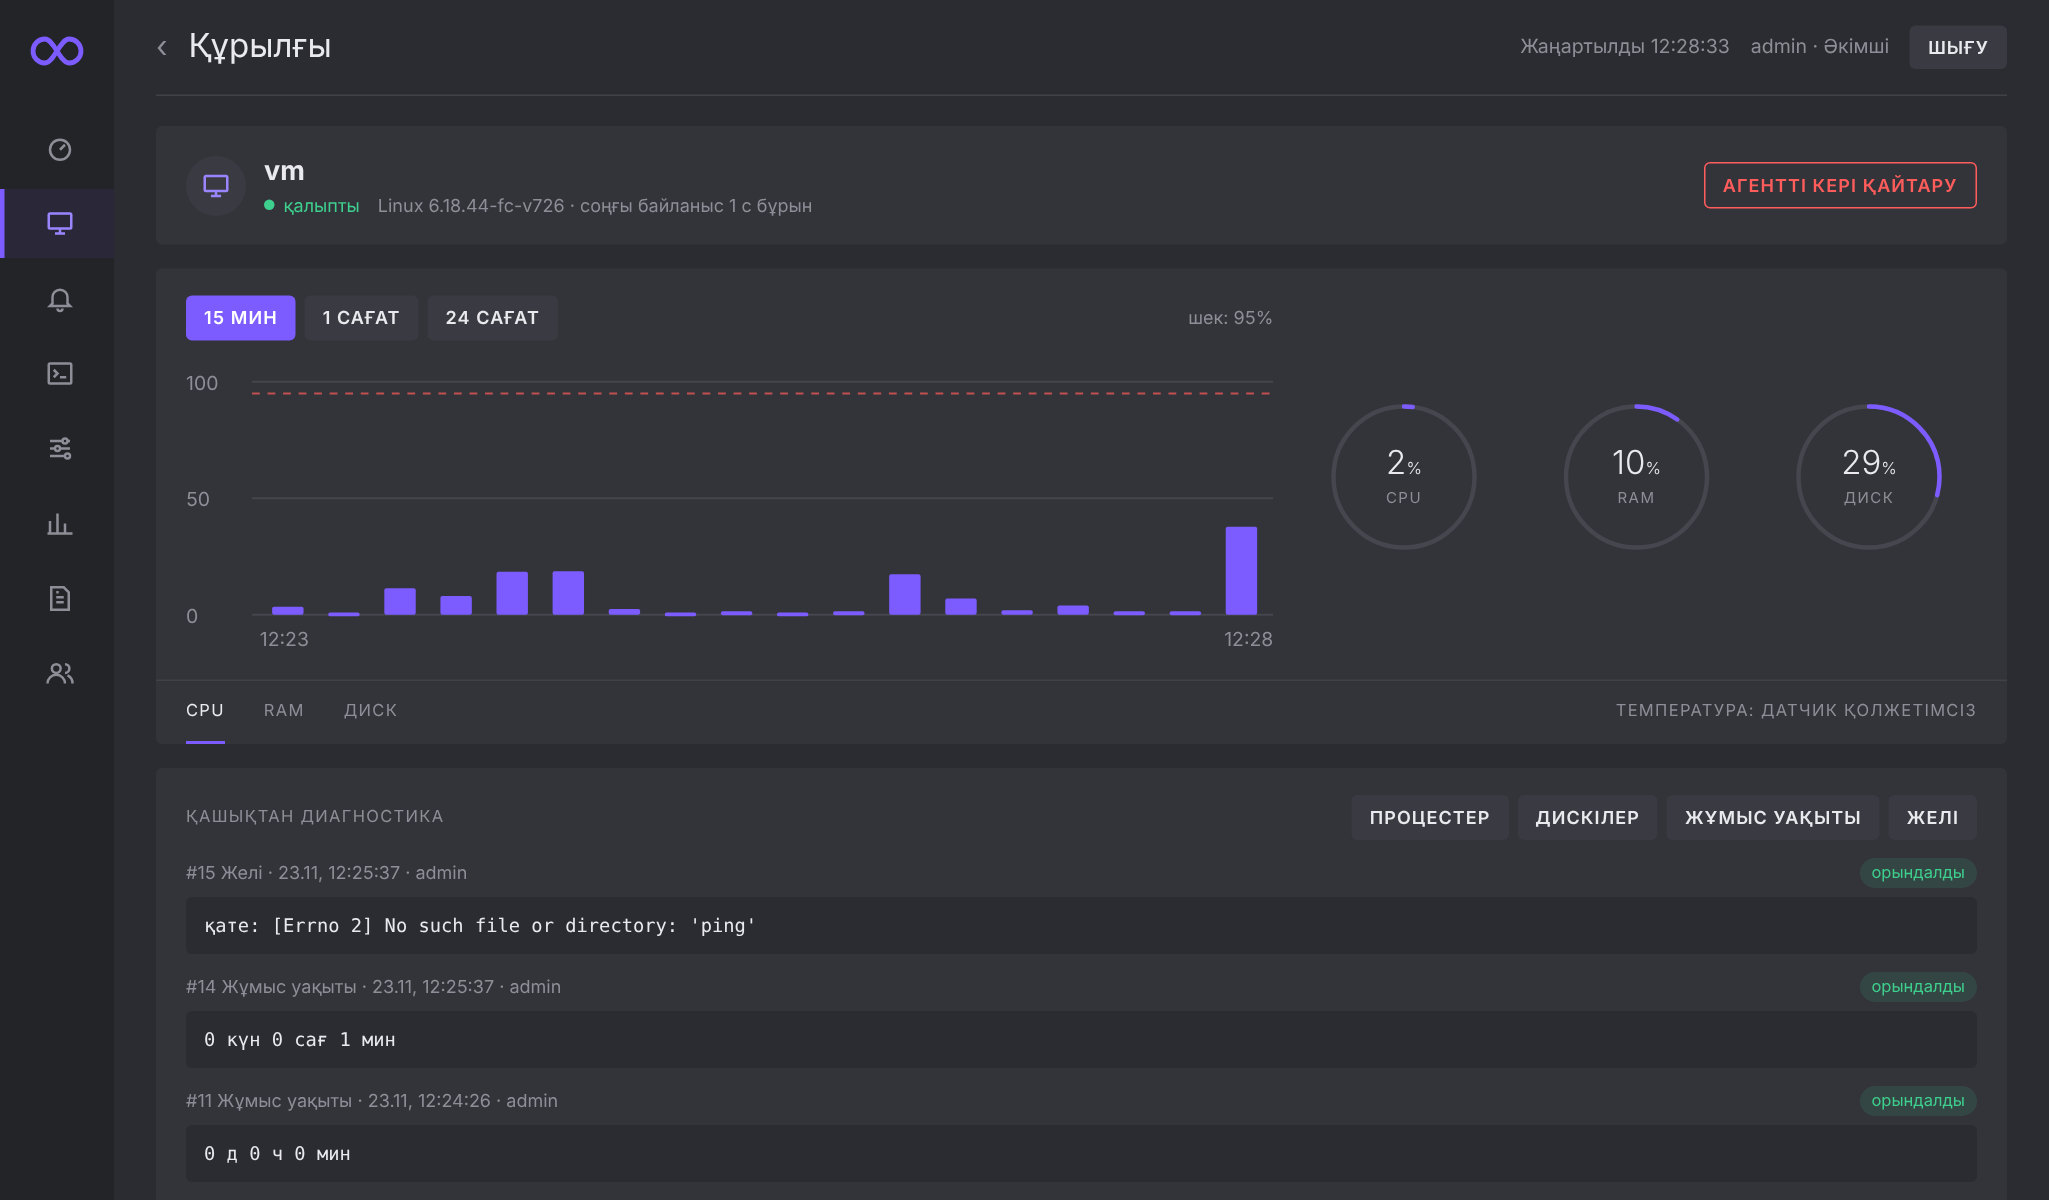 ‹ Құрылғы
Жаңартылды 12:28:33 admin · Әкімші ШЫҒУ
vm
қалыпты Linux 6.18.44-fc-v726 · соңғы байланыс 1 с бұрын
АГЕНТТІ КЕРІ ҚАЙТАРУ
15 МИН 1 САҒАТ 24 САҒАТ
шек: 95%
100
50
0
12:23 12:28
2%
CPU
10%
RAM
29%
ДИСК
CPU RAM ДИСК
ТЕМПЕРАТУРА: ДАТЧИК ҚОЛЖЕТІМСІЗ
ҚАШЫҚТАН ДИАГНОСТИКА
ПРОЦЕСТЕР ДИСКІЛЕР ЖҰМЫС УАҚЫТЫ ЖЕЛІ
#15 Желі · 23.11, 12:25:37 · admin орындалды
қате: [Errno 2] No such file or directory: 'ping'
#14 Жұмыс уақыты · 23.11, 12:25:37 · admin орындалды
0 күн 0 сағ 1 мин
#11 Жұмыс уақыты · 23.11, 12:24:26 · admin орындалды
0 д 0 ч 0 мин